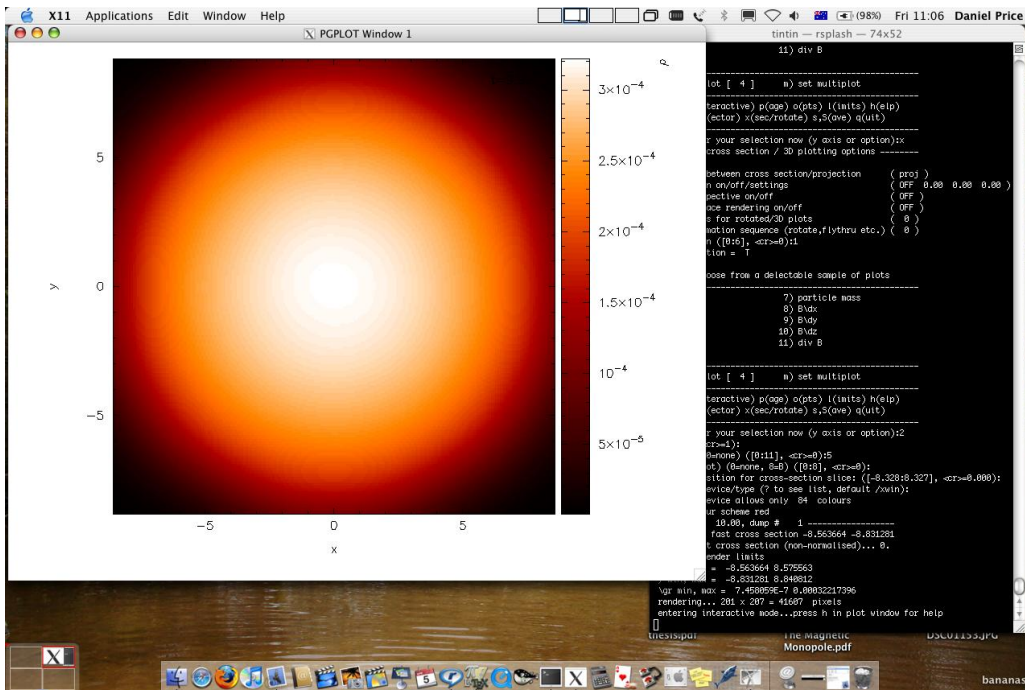 X11 Applications Edit Window Help
(98%) Fri 11:06 Daniel Price
X PGPLOT Window 1
tintin — rsplash — 74x52
ρ
3×10⁻⁴
2.5×10⁻⁴
2×10⁻⁴
1.5×10⁻⁴
10⁻⁴
5×10⁻⁵
5
0
−5
y
−5 0 5
x
11) div B
lot [ 4 ] m) set multiplot
teractive) p(age) o(pts) l(imits) h(elp)
(ector) x(sec/rotate) s,S(ave) q(uit)
r your selection now (y axis or option):x
cross section / 3D plotting options --------
between cross section/projection ( proj )
n on/off/settings ( OFF 0.00 0.00 0.00 )
pective on/off ( OFF )
ace rendering on/off ( OFF )
s for rotated/3D plots ( 0 )
mation sequence (rotate,flythru etc.) ( 0 )
n ([0:6], <cr>=0):1
tion = T
oose from a delectable sample of plots
7) particle mass
8) B\dx
9) B\dy
10) B\dz
11) div B
lot [ 4 ] m) set multiplot
teractive) p(age) o(pts) l(imits) h(elp)
(ector) x(sec/rotate) s,S(ave) q(uit)
r your selection now (y axis or option):2
cr>=1):
0=none) ([0:11], <cr>=0):5
ot) (0=none, 8=B) ([0:8], <cr>=0):
sition for cross-section slice: ([-8.328:8.327], <cr>=0.000):
evice/type (? to see list, default /xwin):
evice allows only 84 colours
ur scheme red
10.00, dump # 1 ------------------
fast cross section -8.563664 -8.831281
t cross section (non-normalised)... 0.
ender limits
= -8.563664 8.575563
= -8.831281 8.840812
\gr min, max = 7.458059E-7 0.00032217396
rendering... 201 x 207 = 41607 pixels
entering interactive mode...press h in plot window for help
thesis.pdf
The Magnetic
Monopole.pdf
DSC01153.JPG
bananas